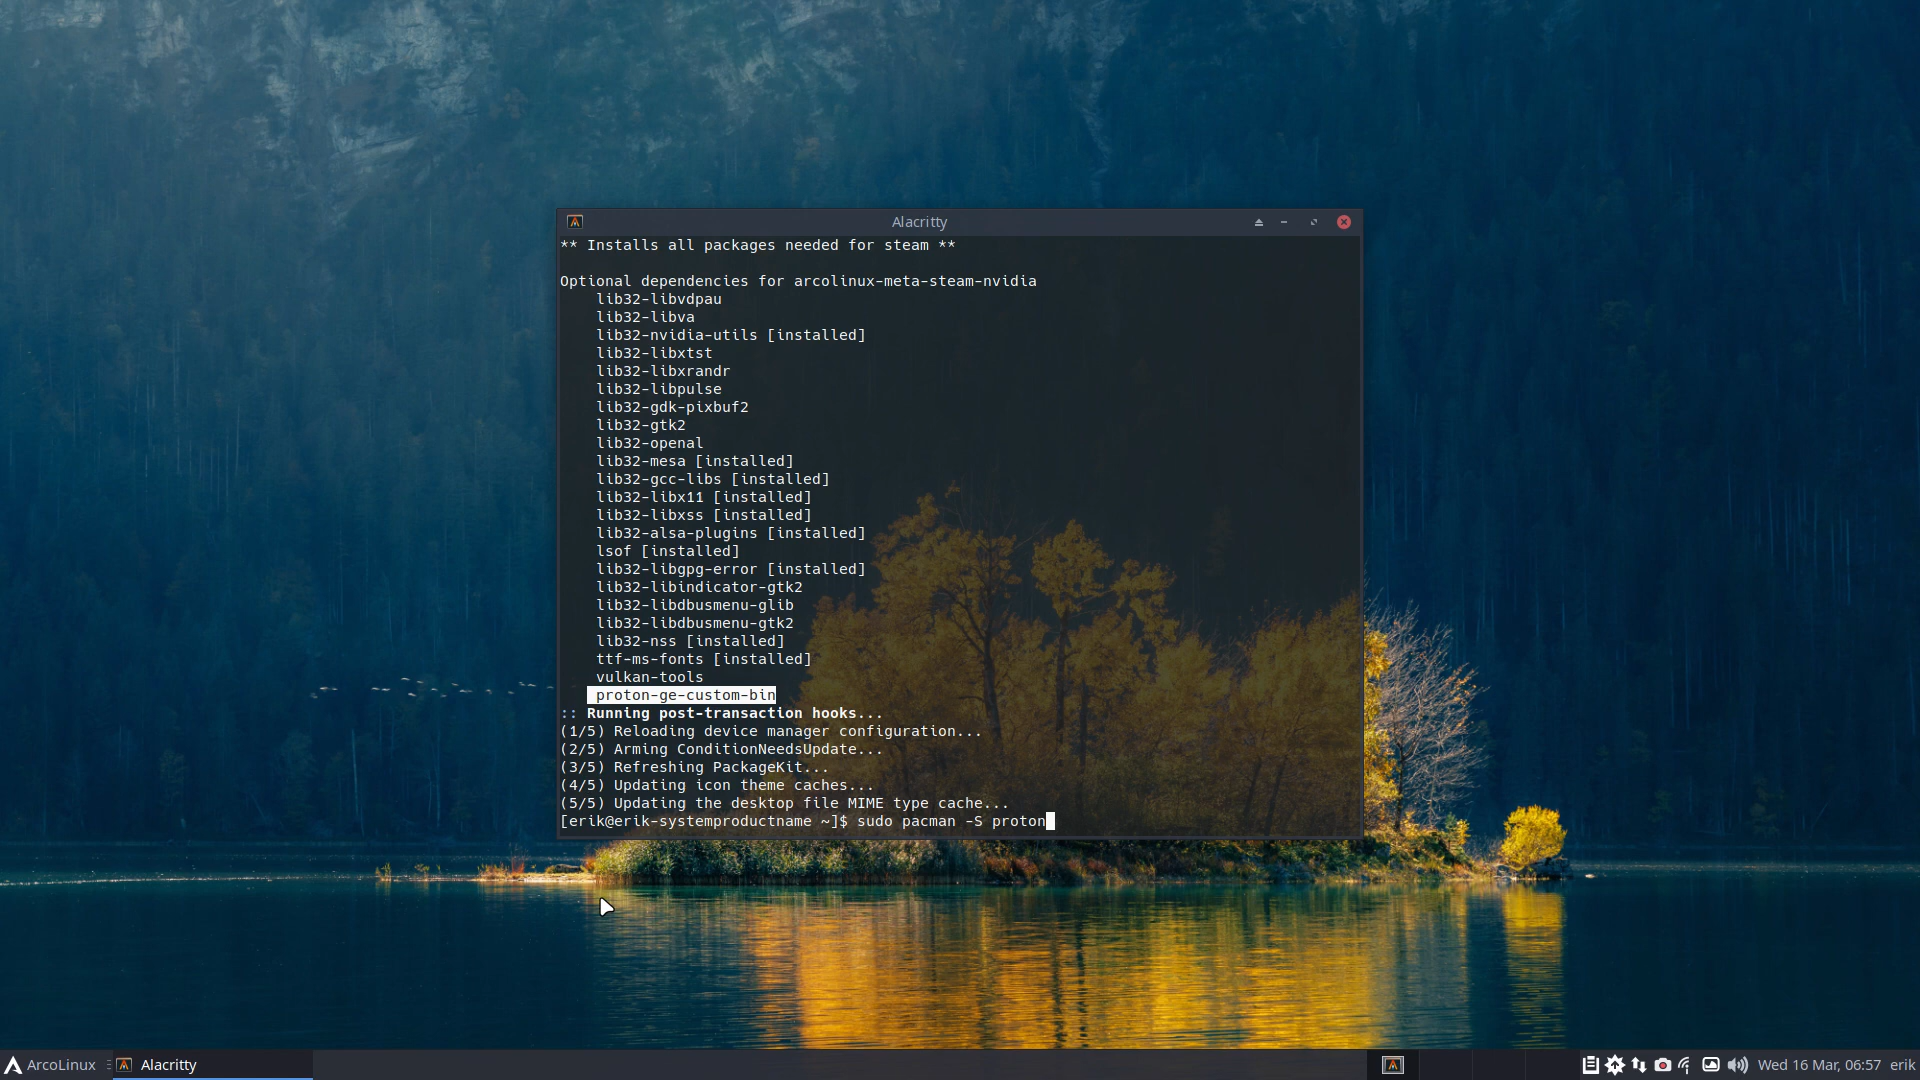 Alacritty
** Installs all packages needed for steam **
Optional dependencies for arcolinux-meta-steam-nvidia
lib32-libvdpau
lib32-libva
lib32-nvidia-utils [installed]
lib32-libxtst
lib32-libxrandr
lib32-libpulse
lib32-gdk-pixbuf2
lib32-gtk2
lib32-openal
lib32-mesa [installed]
lib32-gcc-libs [installed]
lib32-libx11 [installed]
lib32-libxss [installed]
lib32-alsa-plugins [installed]
lsof [installed]
lib32-libgpg-error [installed]
lib32-libindicator-gtk2
lib32-libdbusmenu-glib
lib32-libdbusmenu-gtk2
lib32-nss [installed]
ttf-ms-fonts [installed]
vulkan-tools
proton-ge-custom-bin
:: Running post-transaction hooks...
(1/5) Reloading device manager configuration...
(2/5) Arming ConditionNeedsUpdate...
(3/5) Refreshing PackageKit...
(4/5) Updating icon theme caches...
(5/5) Updating the desktop file MIME type cache...
[erik@erik-systemproductname ~]$ sudo pacman -S proton
ArcoLinux Alacritty Wed 16 Mar, 06:57 erik